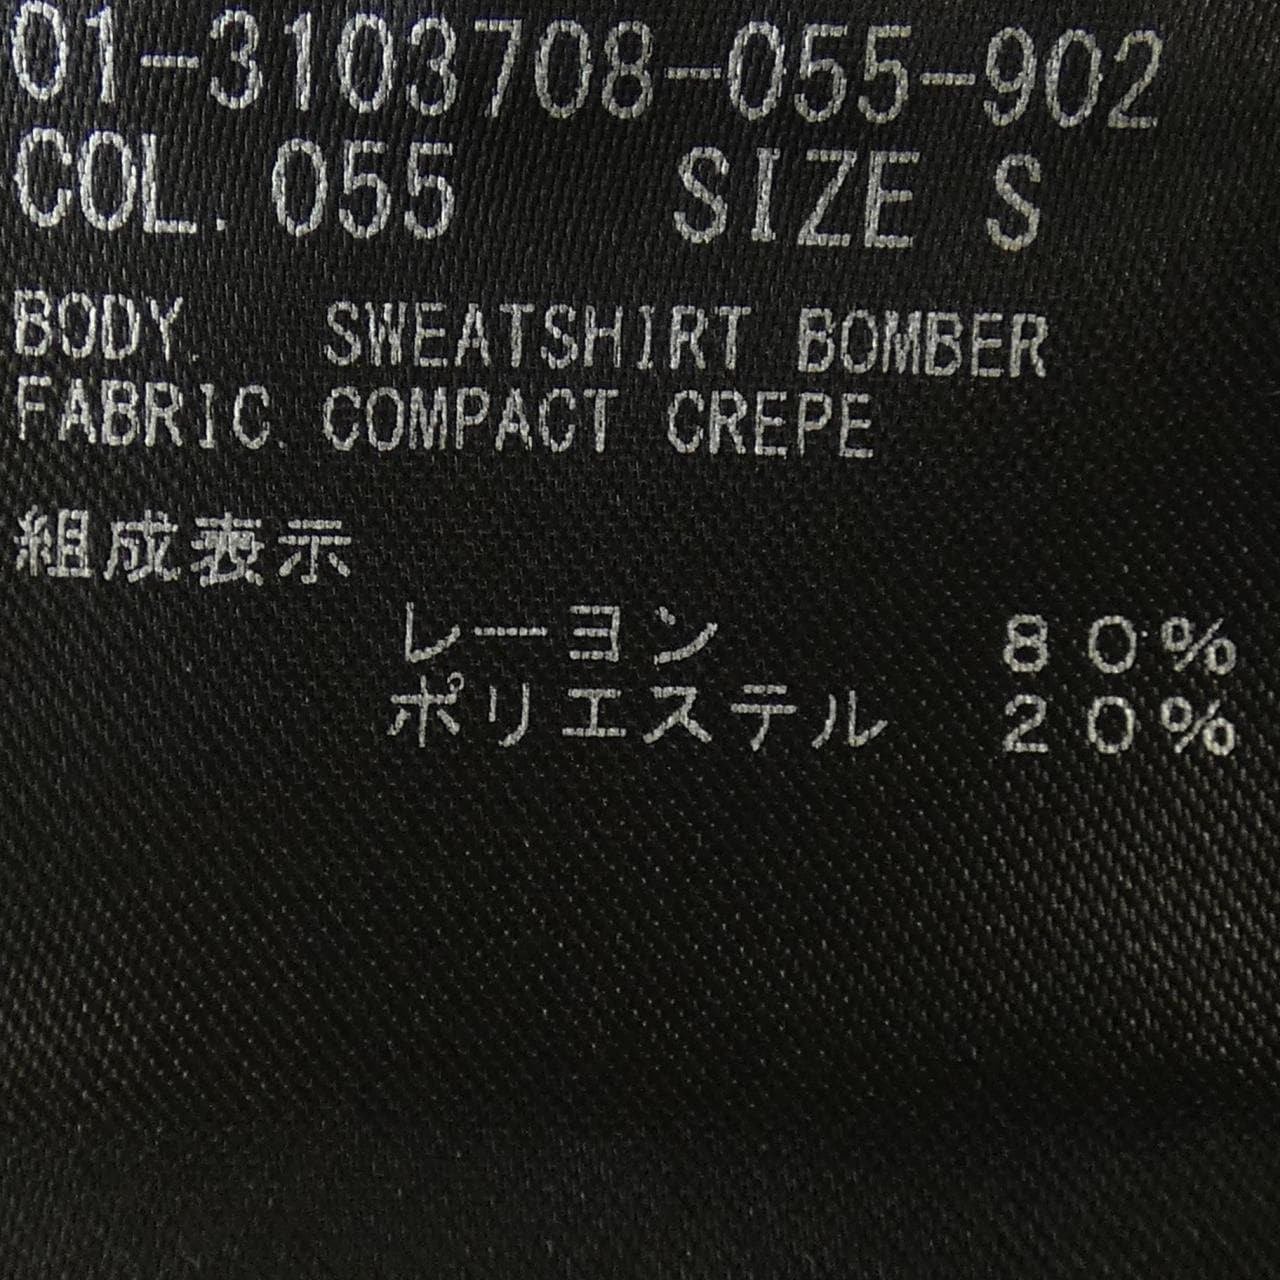 01-3103708-055-902
COL. 055 SIZE S
BODY. SWEATSHIRT BOMBER
FABRIC. COMPACT CREPE
組成表示
レーヨン 80%
ポリエステル 20%